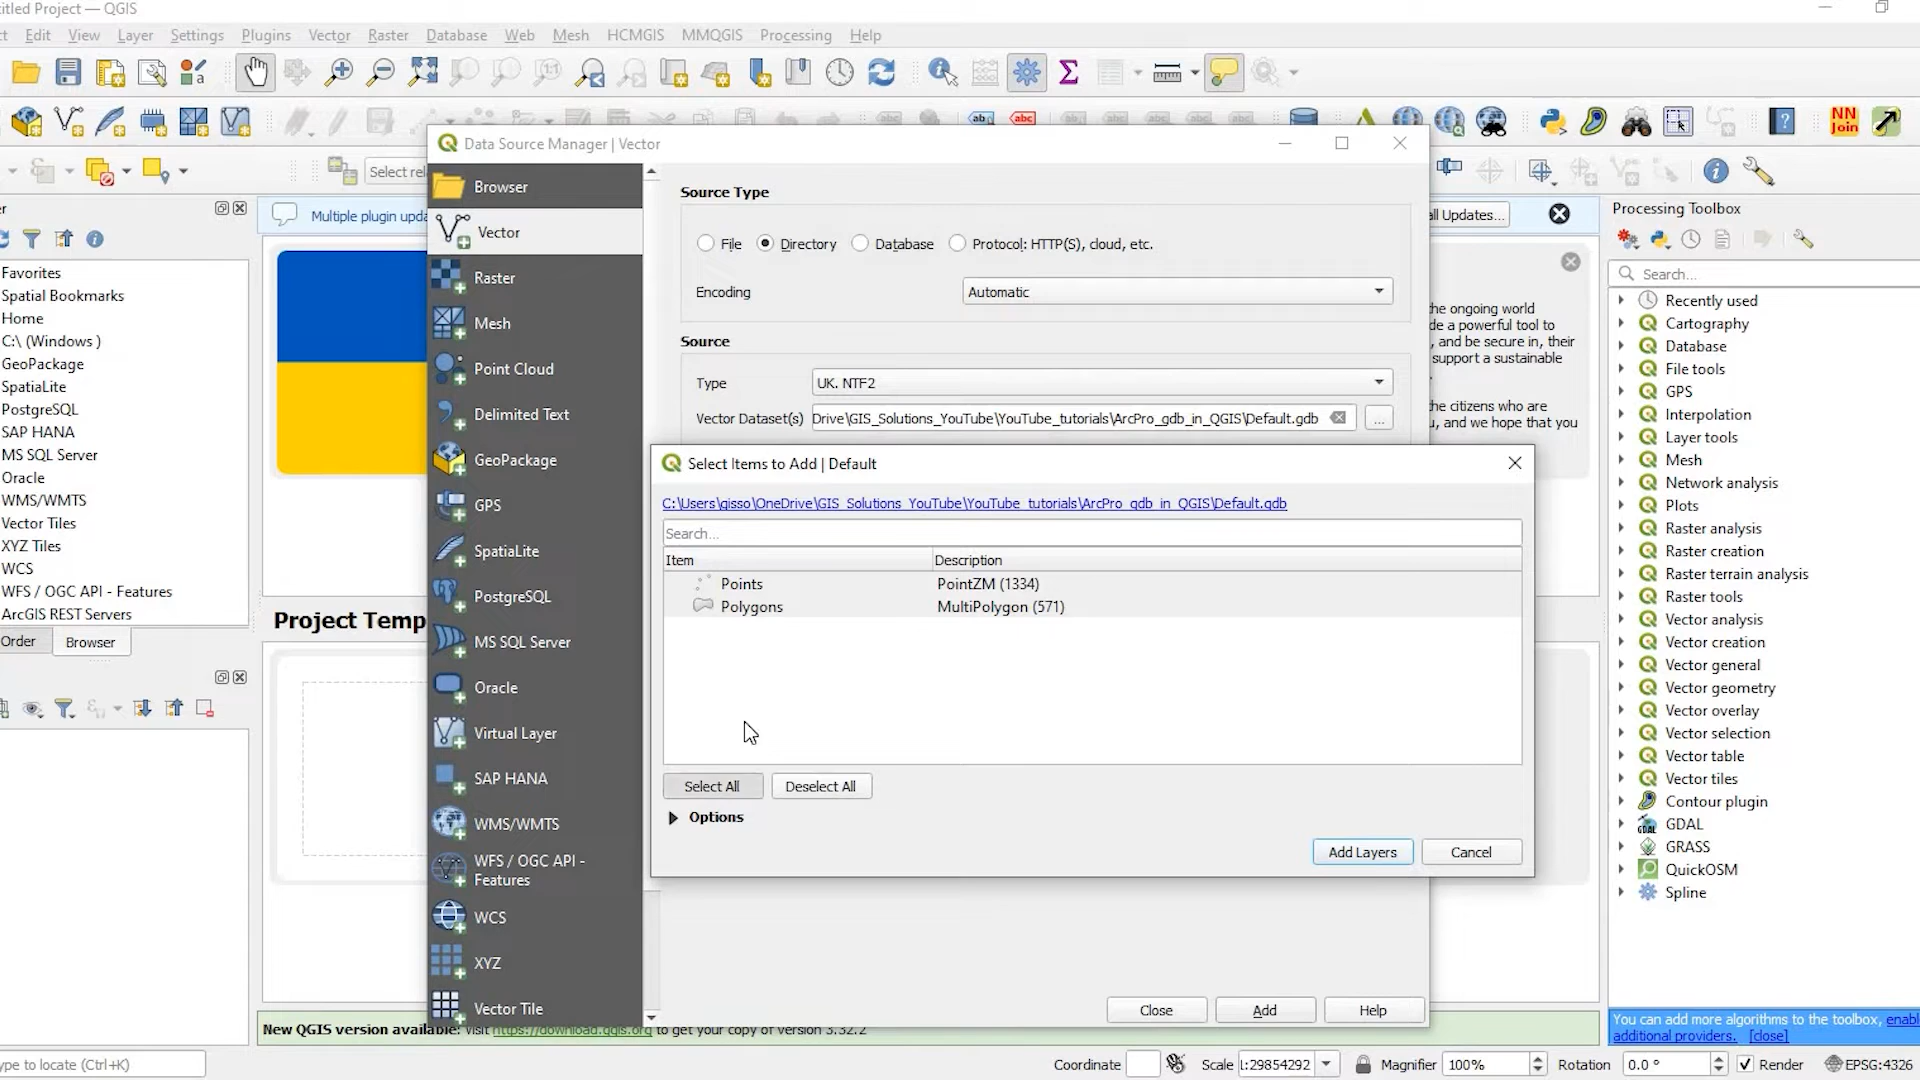 titled Project — QGIS
ct Edit View Layer Settings Plugins Vector Raster Database Web Mesh HCMGIS MMQGIS Processing Help
Select rel
Data Source Manager | Vector
Browser
Vector
Raster
Mesh
Point Cloud
Delimited Text
GeoPackage
GPS
SpatiaLite
PostgreSQL
MS SQL Server
Oracle
Virtual Layer
SAP HANA
WMS/WMTS
WFS / OGC API -
Features
WCS
XYZ
Vector Tile
Source Type
File Directory Database Protocol: HTTP(S), cloud, etc.
Encoding Automatic
Source
Type UK. NTF2
Vector Dataset(s) Drive\GIS_Solutions_YouTube\YouTube_tutorials\ArcPro_gdb_in_QGIS\Default.gdb ...
Select Items to Add | Default
C:\Users\gisso\OneDrive\GIS_Solutions_YouTube\YouTube_tutorials\ArcPro_gdb_in_QGIS\Default.gdb
Search...
Item Description
Points PointZM (1334)
Polygons MultiPolygon (571)
Select All Deselect All
Options
Add Layers Cancel
Close Add Help
er
Favorites
Spatial Bookmarks
Home
C:\ (Windows )
GeoPackage
SpatiaLite
PostgreSQL
SAP HANA
MS SQL Server
Oracle
WMS/WMTS
Vector Tiles
XYZ Tiles
WCS
WFS / OGC API - Features
ArcGIS REST Servers
Order Browser
Multiple plugin upda
all Updates...
he ongoing world
de a powerful tool to
, and be secure in, their
support a sustainable
he citizens who are
u, and we hope that you
Project Temp
New QGIS version available: Visit https://download.qgis.org to get your copy of version 3.32.2
NN
Join
Processing Toolbox
Search...
Recently used
Cartography
Database
File tools
GPS
Interpolation
Layer tools
Mesh
Network analysis
Plots
Raster analysis
Raster creation
Raster terrain analysis
Raster tools
Vector analysis
Vector creation
Vector general
Vector geometry
Vector overlay
Vector selection
Vector table
Vector tiles
Contour plugin
GDAL
GRASS
QuickOSM
Spline
You can add more algorithms to the toolbox, enabl
additional providers. [close]
ype to locate (Ctrl+K)
Coordinate Scale 1:29854292 Magnifier 100% Rotation 0.0 ° Render EPSG:4326